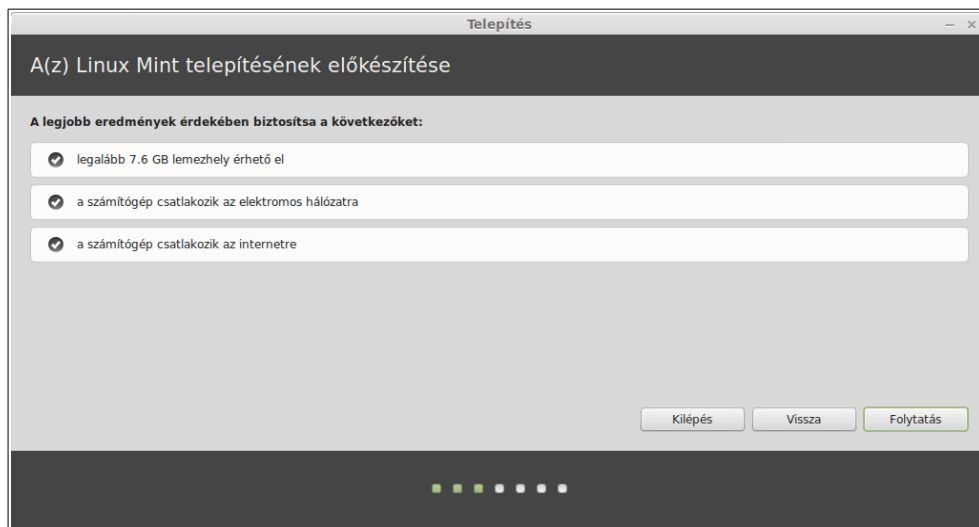 Telepítés
A(z) Linux Mint telepítésének előkészítése
A legjobb eredmények érdekében biztosítsa a következőket:
legalább 7.6 GB lemezhely érhető el
a számítógép csatlakozik az elektromos hálózatra
a számítógép csatlakozik az internetre
Kilépés
Vissza
Folytatás